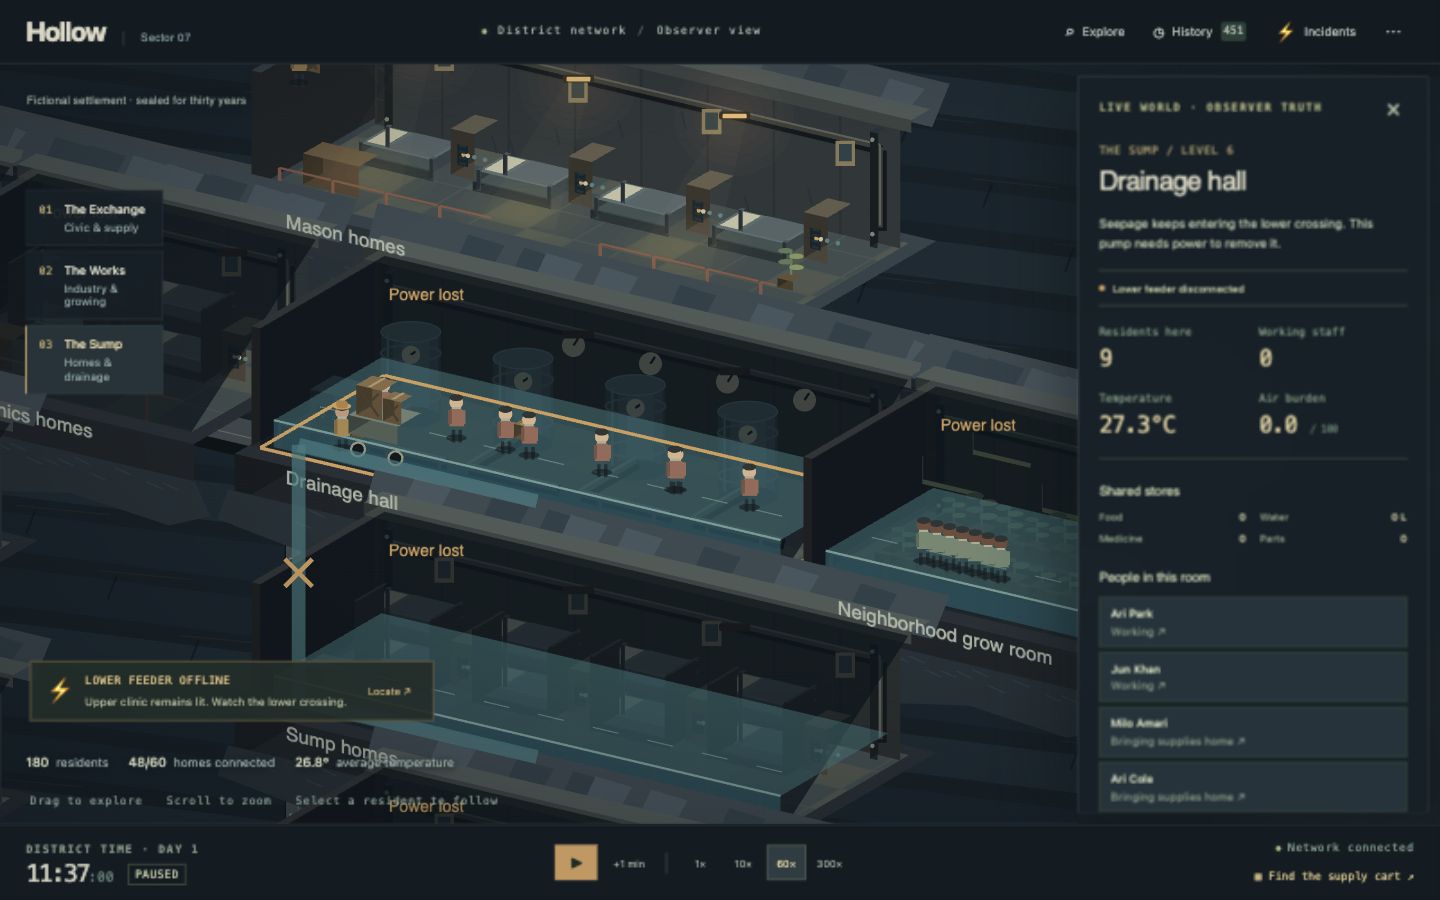 Hollow
Sector 07
District network / Observer view
Explore
History 451
Incidents
Fictional settlement · sealed for thirty years
01 The Exchange
Civic & supply
02 The Works
Industry &
growing
03 The Sump
Homes &
drainage
Mason homes
Power lost
nics homes
Drainage hall
Power lost
Power lost
Neighborhood grow room
Sump homes
Power lost
LOWER FEEDER OFFLINE
Upper clinic remains lit. Watch the lower crossing.
Locate ↗
180 residents 48/60 homes connected 26.8° average temperature
Drag to explore Scroll to zoom Select a resident to follow
LIVE WORLD · OBSERVER TRUTH
THE SUMP / LEVEL 6
Drainage hall
Seepage keeps entering the lower crossing. This
pump needs power to remove it.
Lower feeder disconnected
Residents here Working staff
9 0
Temperature Air burden
27.3°C 0.0 / 100
Shared stores
Food 0 Water 0 L
Medicine 0 Parts 0
People in this room
Ari Park
Working ↗
Jun Khan
Working ↗
Milo Amari
Bringing supplies home ↗
Ari Cole
Bringing supplies home ↗
DISTRICT TIME · DAY 1
11:37:00 PAUSED
+1 min 1x 10x 60x 300x
Network connected
Find the supply cart ↗